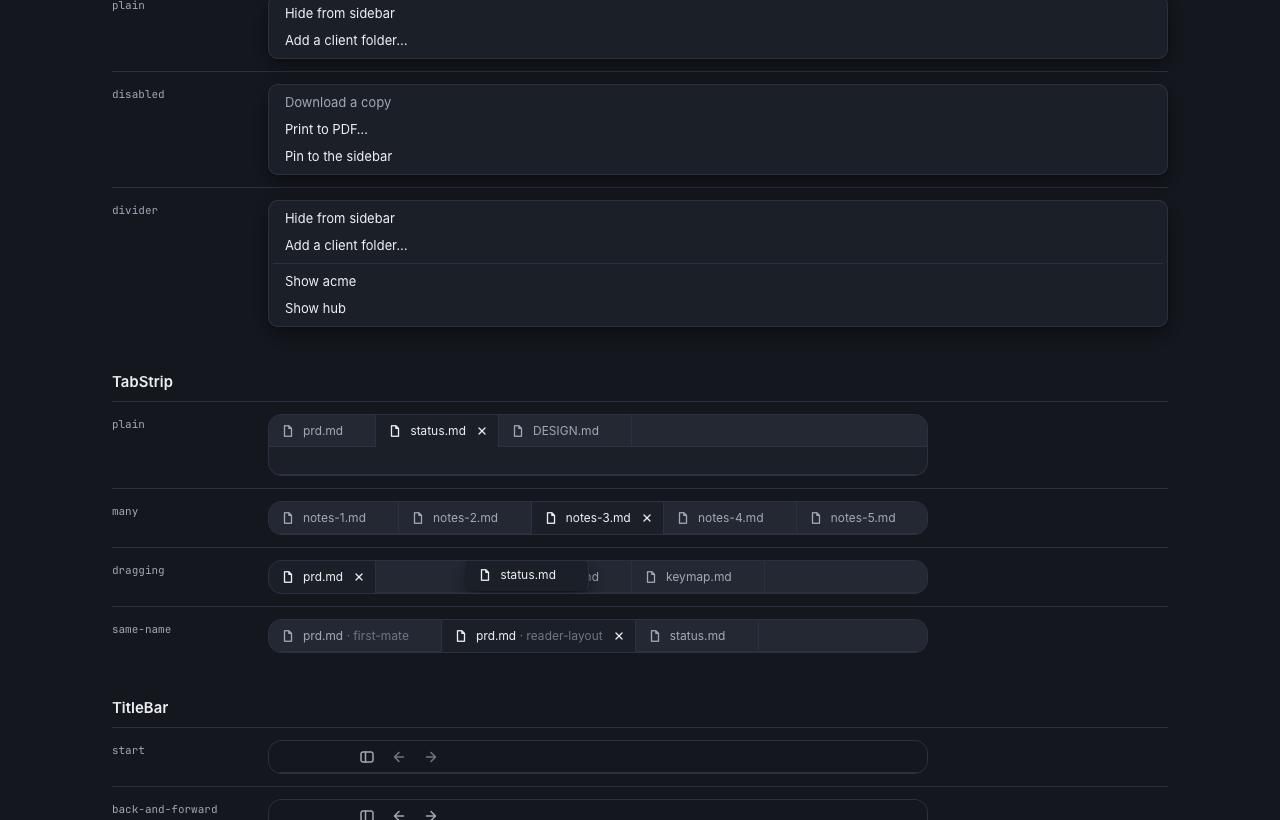 plain
Hide from sidebar
Add a client folder...
disabled
Download a copy
Print to PDF...
Pin to the sidebar
divider
Hide from sidebar
Add a client folder...
Show acme
Show hub
TabStrip
plain
prd.md
status.md
DESIGN.md
many
notes-1.md
notes-2.md
notes-3.md
notes-4.md
notes-5.md
dragging
prd.md
status.md
keymap.md
same-name
prd.md · first-mate
prd.md · reader-layout
status.md
TitleBar
start
back-and-forward